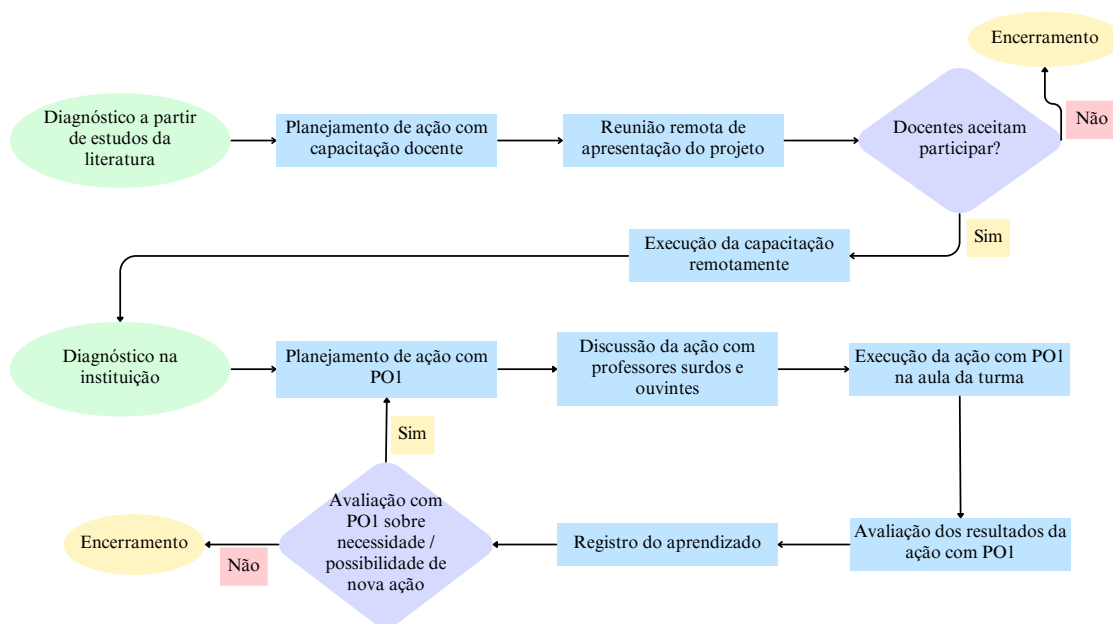 Encerramento
Não
Diagnóstico a partir
de estudos da
literatura
Planejamento de ação com
capacitação docente
Reunião remota de
apresentação do projeto
Docentes aceitam
participar?
Sim
Execução da capacitação
remotamente
Diagnóstico na
instituição
Planejamento de ação com
PO1
Discussão da ação com
professores surdos e
ouvintes
Execução da ação com PO1
na aula da turma
Sim
Avaliação com
PO1 sobre
necessidade /
possibilidade de
nova ação
Encerramento
Não
Registro do aprendizado
Avaliação dos resultados da
ação com PO1